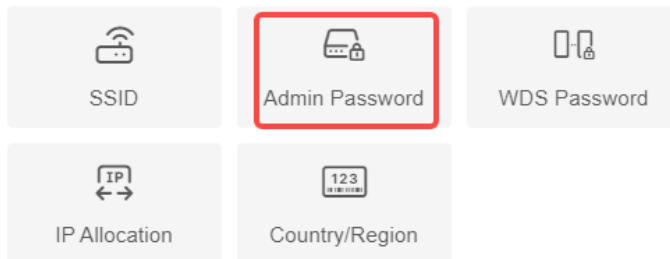 SSID
Admin Password
WDS Password
IP
IP Allocation
123
Country/Region